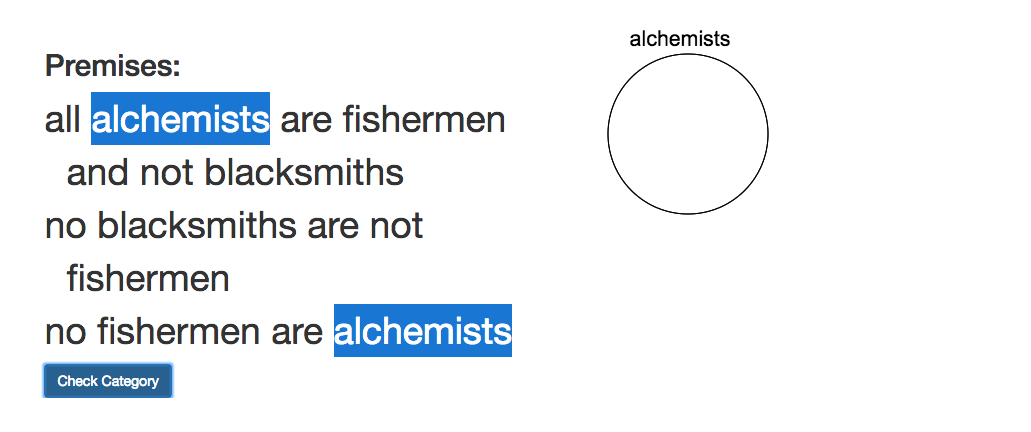 Premises:
all alchemists are fishermen
and not blacksmiths
no blacksmiths are not
fishermen
no fishermen are alchemists
Check Category
alchemists